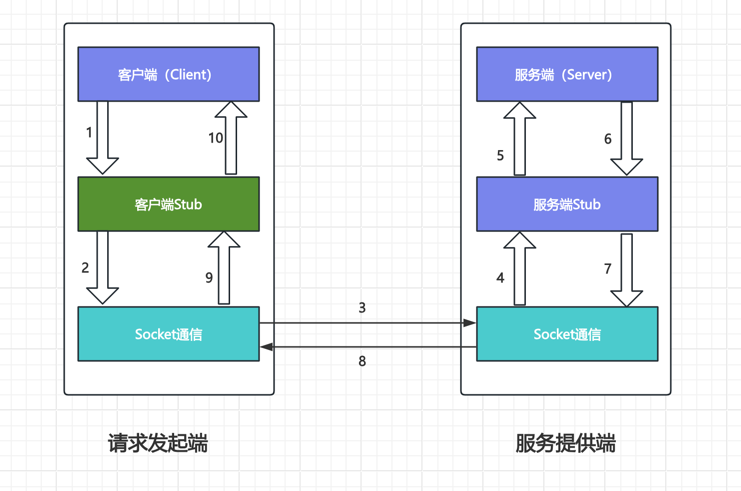 客户端（Client）
服务端（Server）
1
10
5
6
客户端Stub
服务端Stub
2
9
4
7
3
Socket通信
Socket通信
8
请求发起端
服务提供端